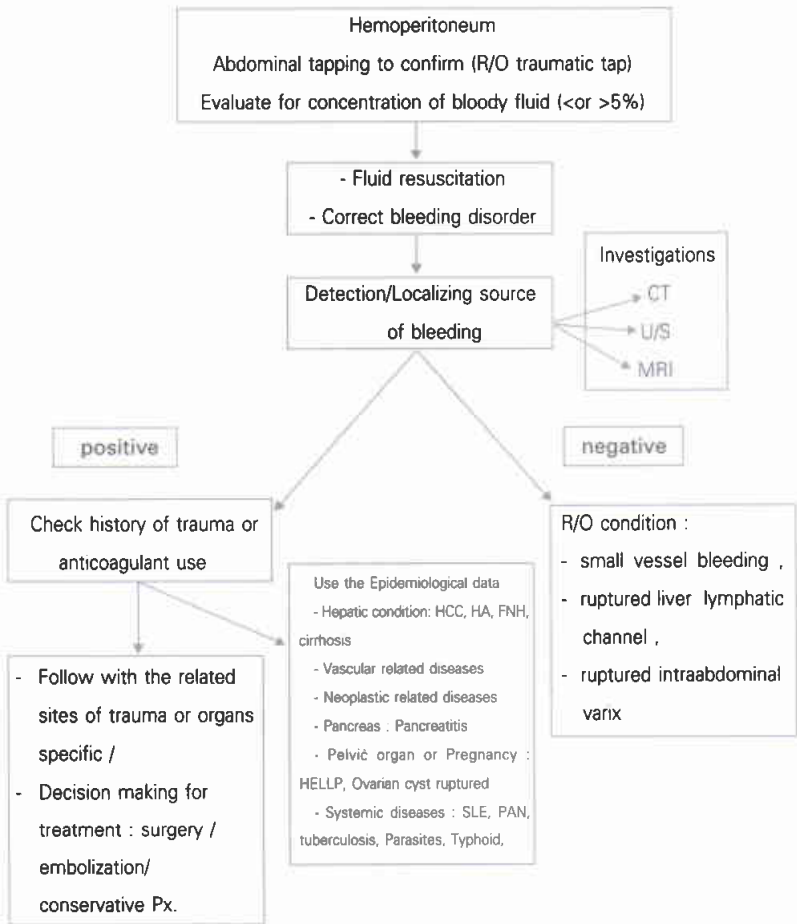 Hemoperitoneum
Abdominal tapping to confirm (R/O traumatic tap)
Evaluate for concentration of bloody fluid (<or >5%)
- Fluid resuscitation
- Correct bleeding disorder
Investigations
CT
U/S
MRI
Detection/Localizing source
of bleeding
positive
negative
Check history of trauma or
anticoagulant use
R/O condition :
- small vessel bleeding ,
- ruptured liver lymphatic
channel ,
- ruptured intraabdominal
varix
Use the Epidemiological data
- Hepatic condition: HCC, HA, FNH,
cirrhosis
- Vascular related diseases
- Neoplastic related diseases
- Pancreas : Pancreatitis
- Pelvic organ or Pregnancy :
HELLP, Ovarian cyst ruptured
- Systemic diseases : SLE, PAN,
tuberculosis, Parasites, Typhoid,
- Follow with the related
sites of trauma or organs
specific /
- Decision making for
treatment : surgery /
embolization/
conservative Px.